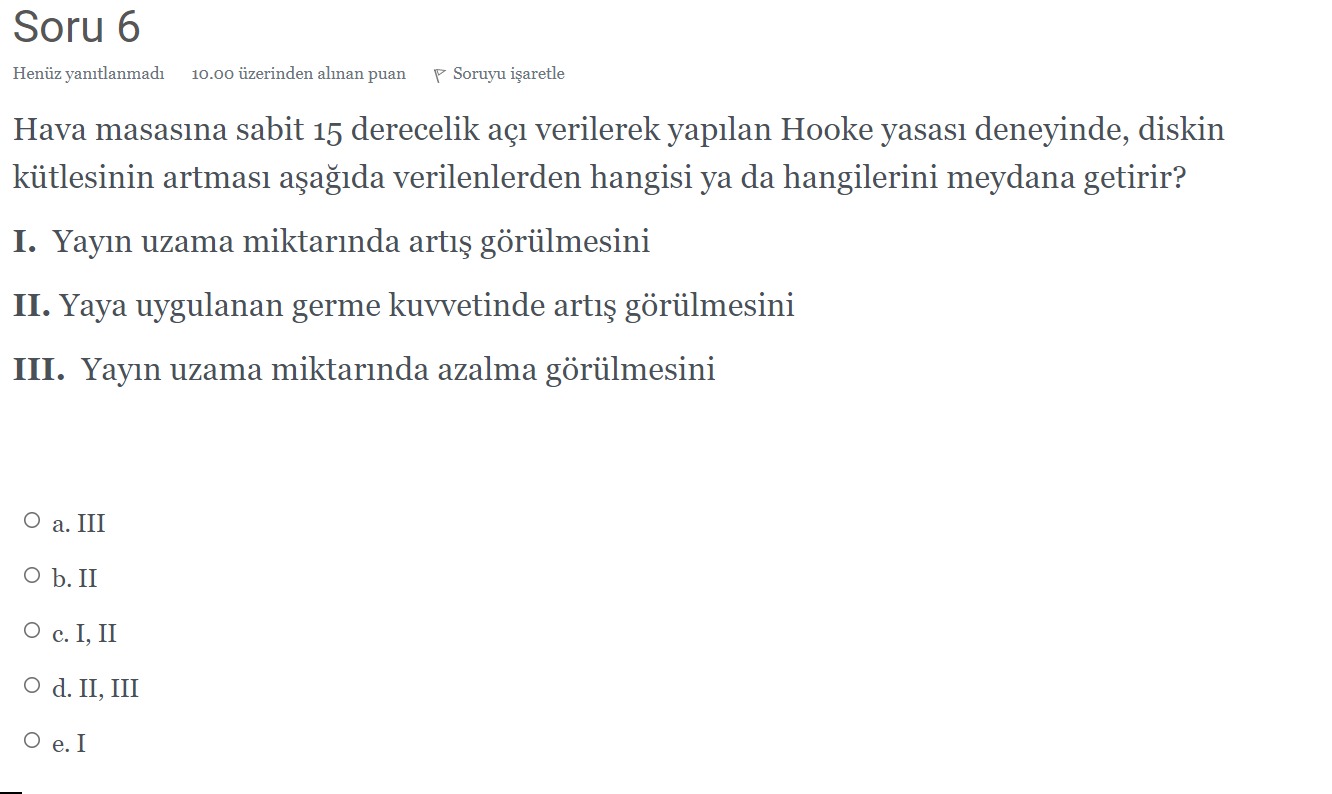 Soru 6
Henüz yanıtlanmadı 10.00 üzerinden alınan puan Soruyu işaretle
Hava masasına sabit 15 derecelik açı verilerek yapılan Hooke yasası deneyinde, diskin
kütlesinin artması aşağıda verilenlerden hangisi ya da hangilerini meydana getirir?
I. Yayın uzama miktarında artış görülmesini
II. Yaya uygulanan germe kuvvetinde artış görülmesini
III. Yayın uzama miktarında azalma görülmesini
a. III
b. II
c. I, II
d. II, III
e. I